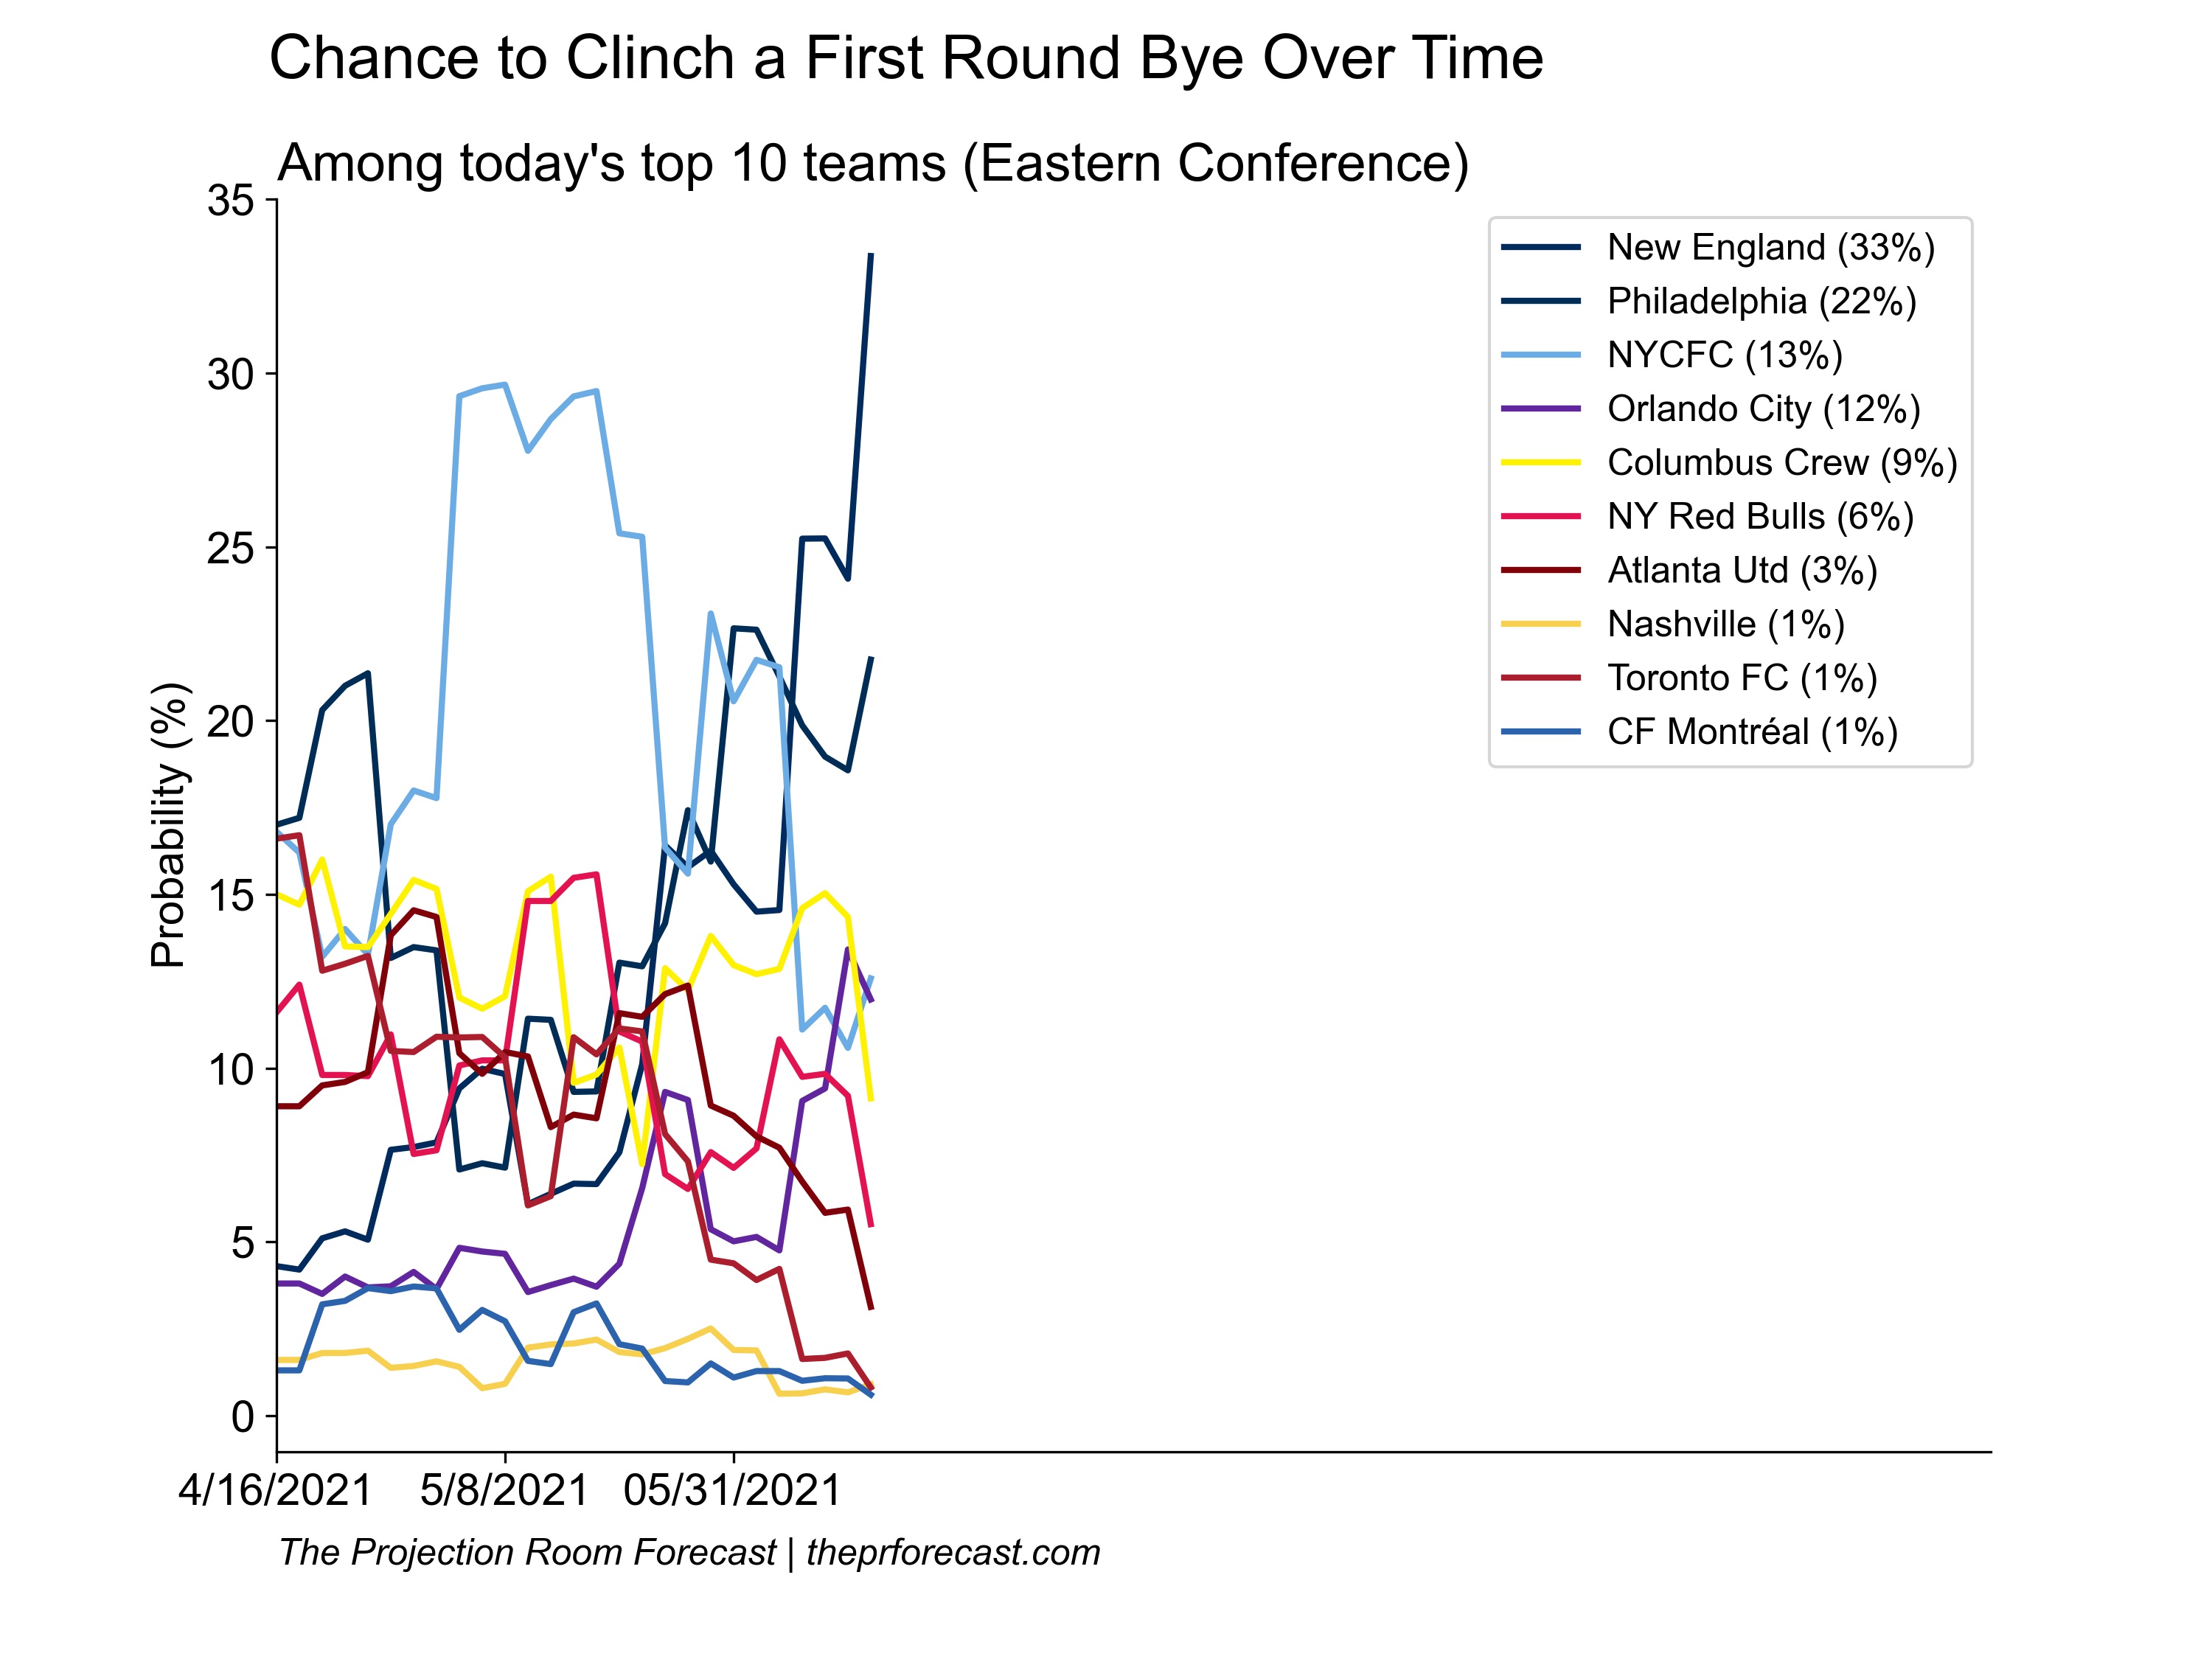 Chance to Clinch a First Round Bye Over Time
Among today's top 10 teams (Eastern Conference)
35
30
25
20
15
10
5
0
Probability (%)
New England (33%)
Philadelphia (22%)
NYCFC (13%)
Orlando City (12%)
Columbus Crew (9%)
NY Red Bulls (6%)
Atlanta Utd (3%)
Nashville (1%)
Toronto FC (1%)
CF Montréal (1%)
4/16/2021 5/8/2021 05/31/2021
The Projection Room Forecast | theprforecast.com